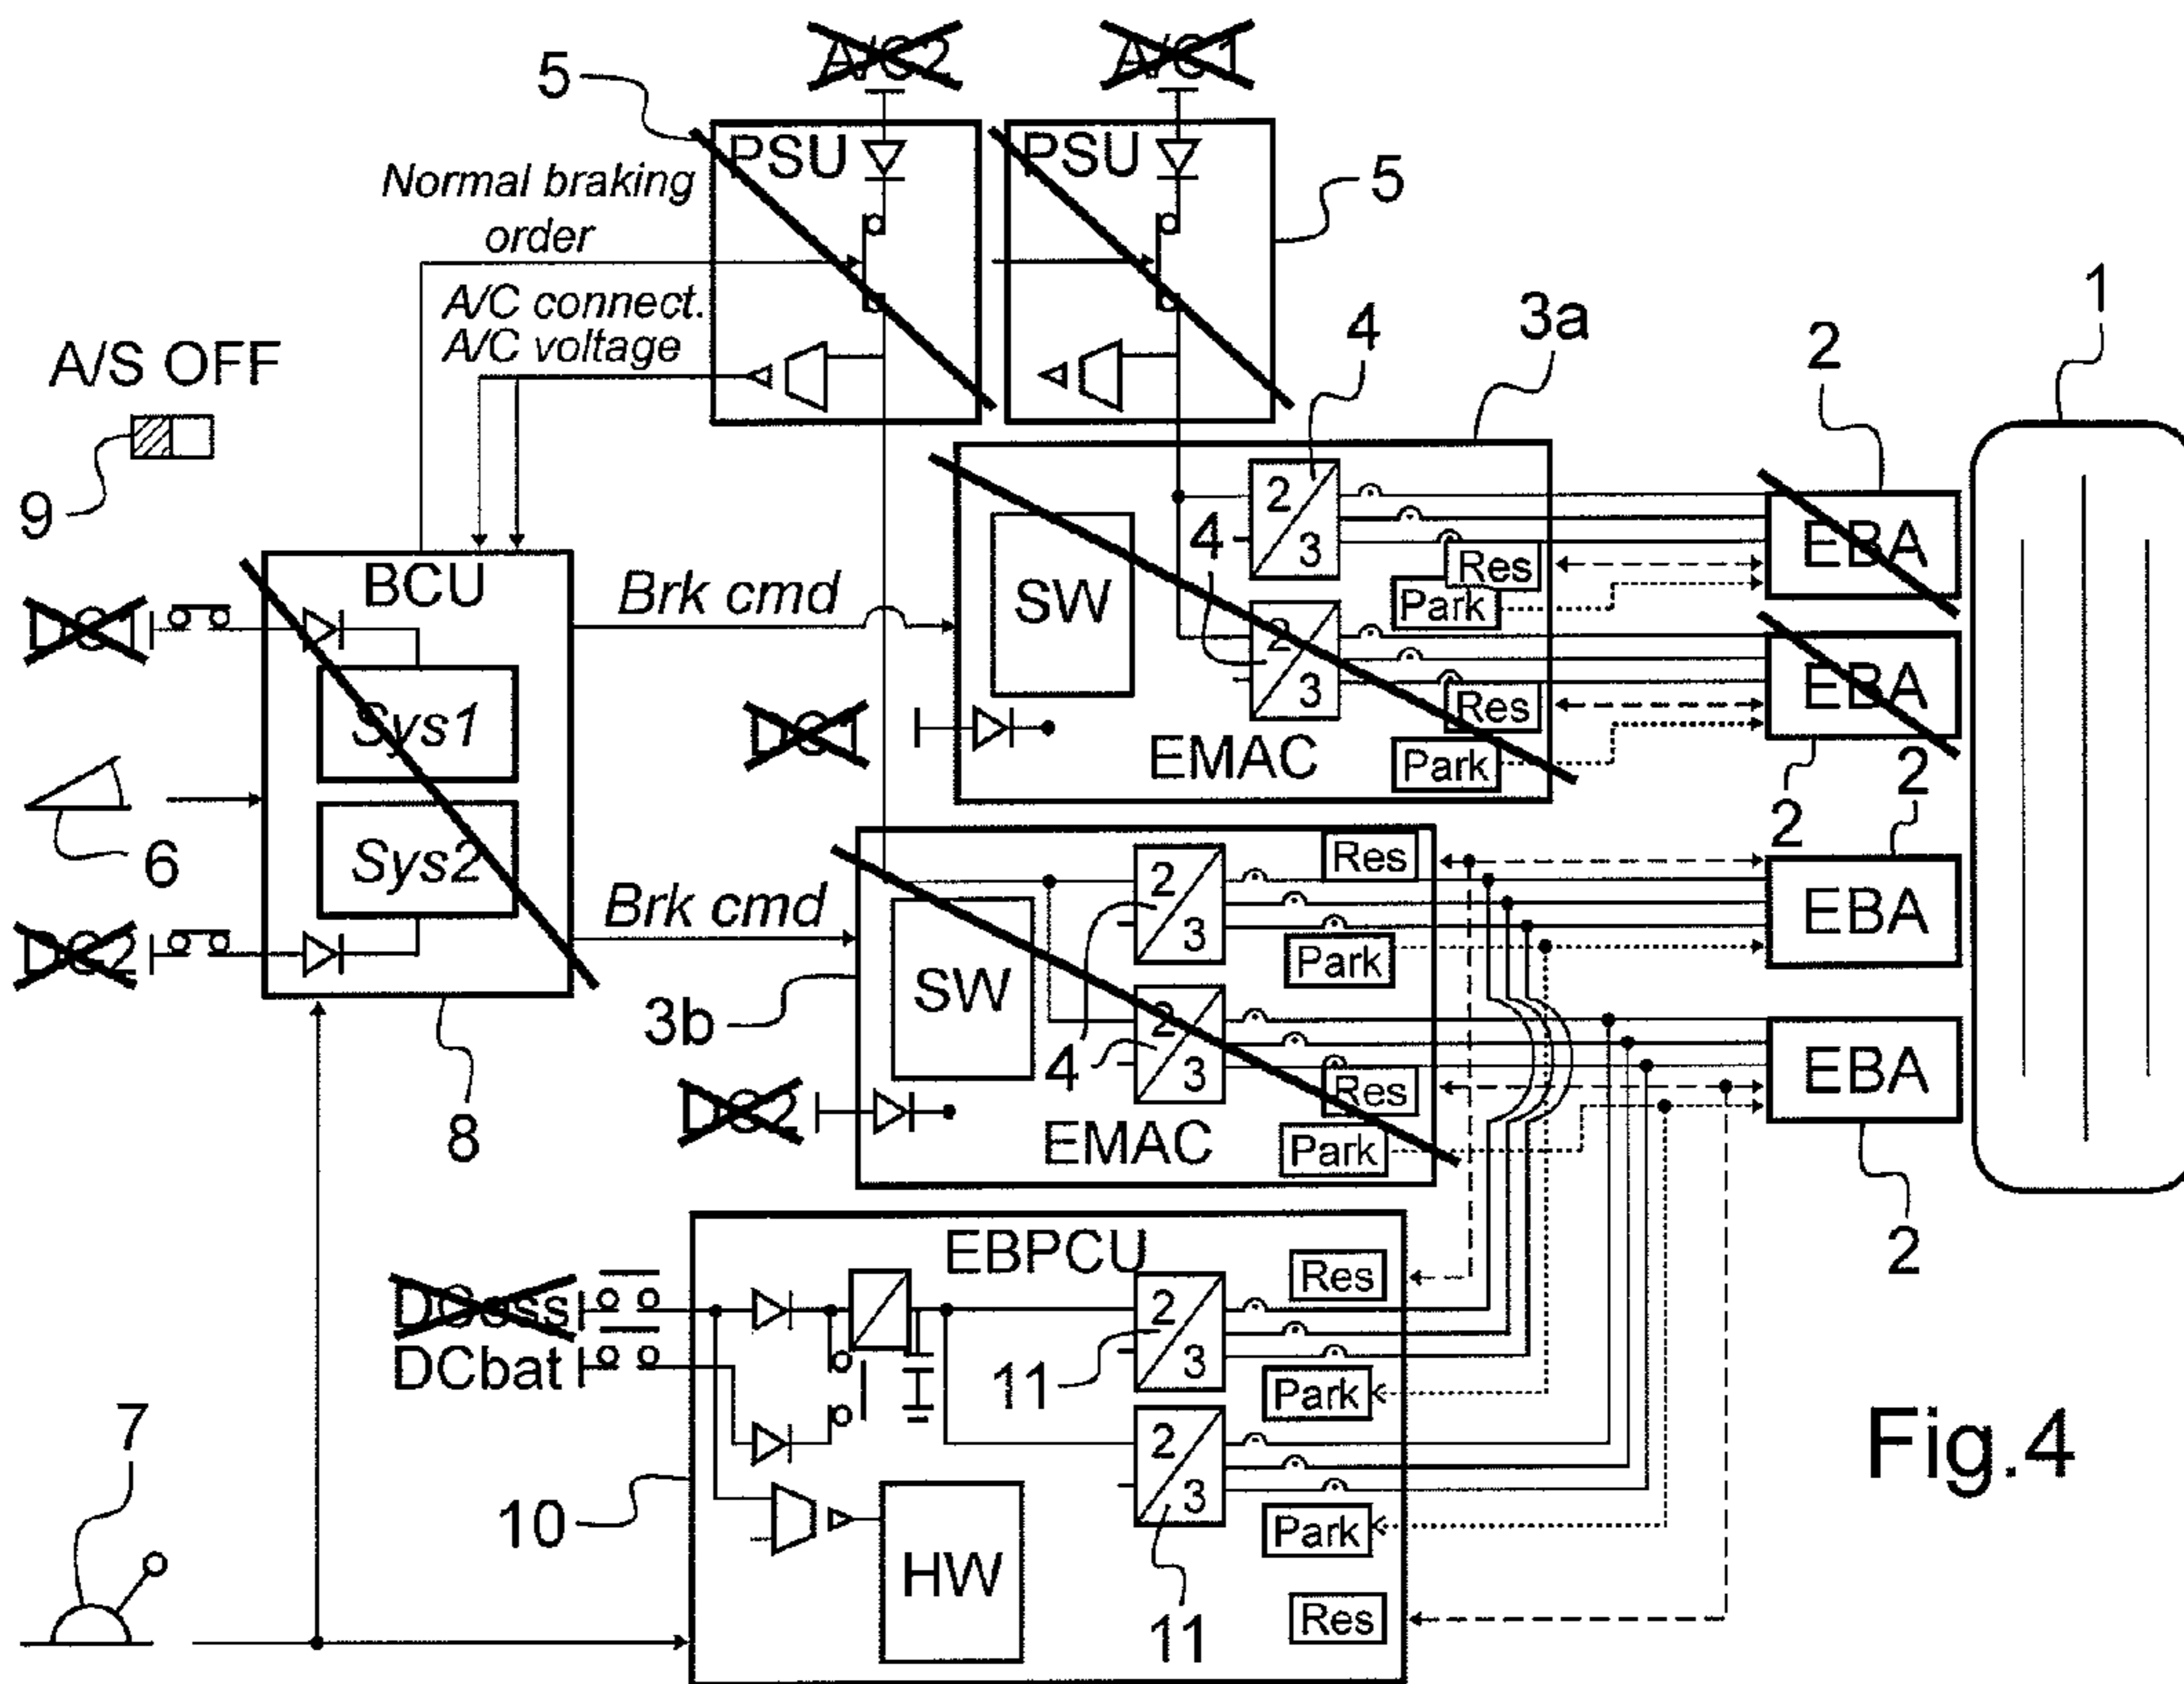 A/C2
A/C1
5
PSU
PSU
5
Normal braking
order
A/C connect.
A/C voltage
A/S OFF
9
3a
4
2
1
2
3
4
SW
Res
Park
EBA
BCU
DC1
Brk cmd
Sys1
2
3
Res
Park
EBA
DC1
EMAC
2
2
6
Sys2
DC2
Brk cmd
8
3b
SW
2
3
4
Res
Park
EBA
2
3
Res
Park
EBA
DC2
EMAC
2
EBPCU
DCess
DCbat
Res
2
3
11
Park
2
3
11
Park
Res
10
HW
7
Fig.4